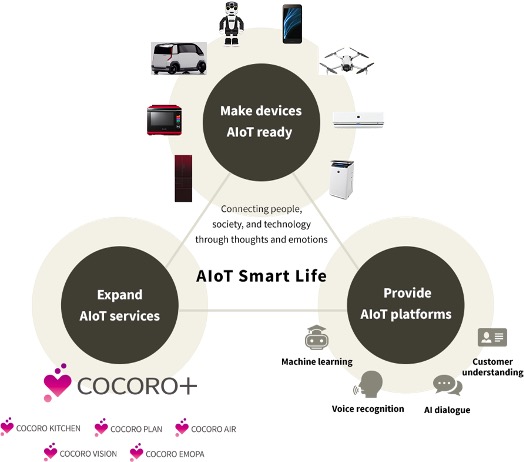 Make devices
AIoT ready
Connecting people,
society, and technology
through thoughts and emotions
AIoT Smart Life
Expand
AIoT services
Provide
AIoT platforms
Machine learning
Customer
understanding
Voice recognition
AI dialogue
COCORO+
COCORO KITCHEN
COCORO PLAN
COCORO AIR
COCORO VISION
COCORO EMOPA